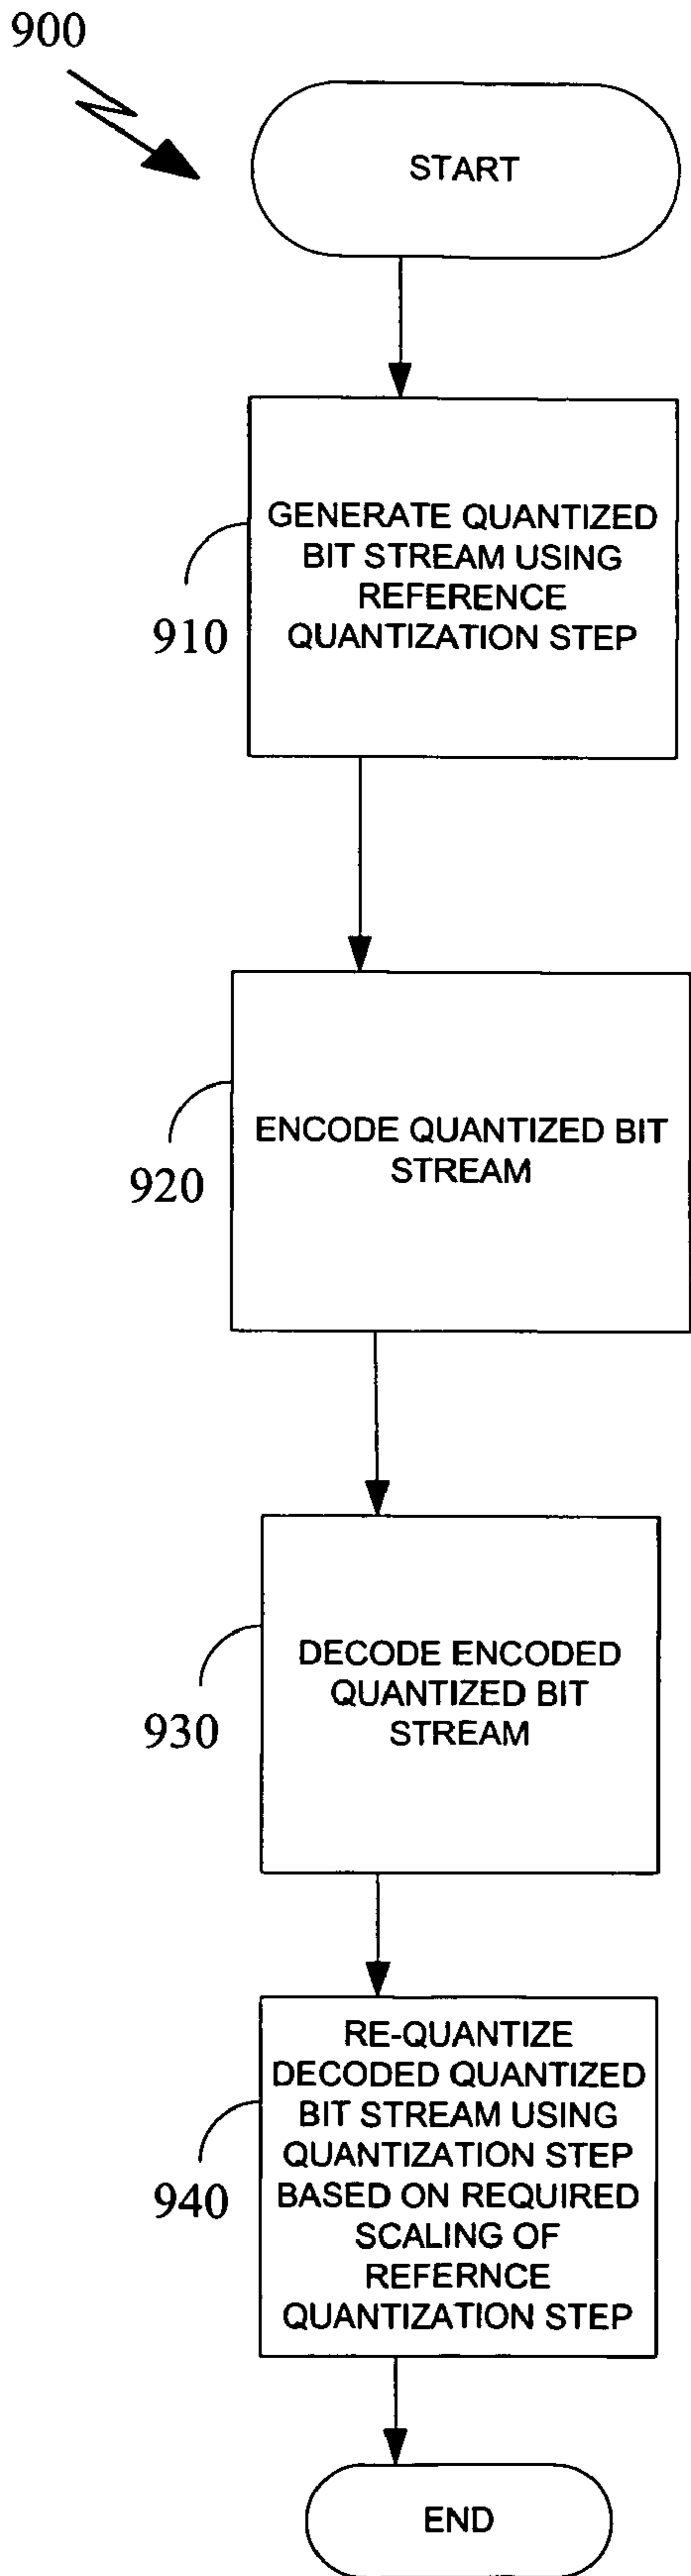 900
START
GENERATE QUANTIZED
BIT STREAM USING
REFERENCE
QUANTIZATION STEP
910
ENCODE QUANTIZED BIT
STREAM
920
DECODE ENCODED
QUANTIZED BIT
STREAM
930
RE-QUANTIZE
DECODED QUANTIZED
BIT STREAM USING
QUANTIZATION STEP
BASED ON REQUIRED
SCALING OF
REFERNCE
QUANTIZATION STEP
940
END